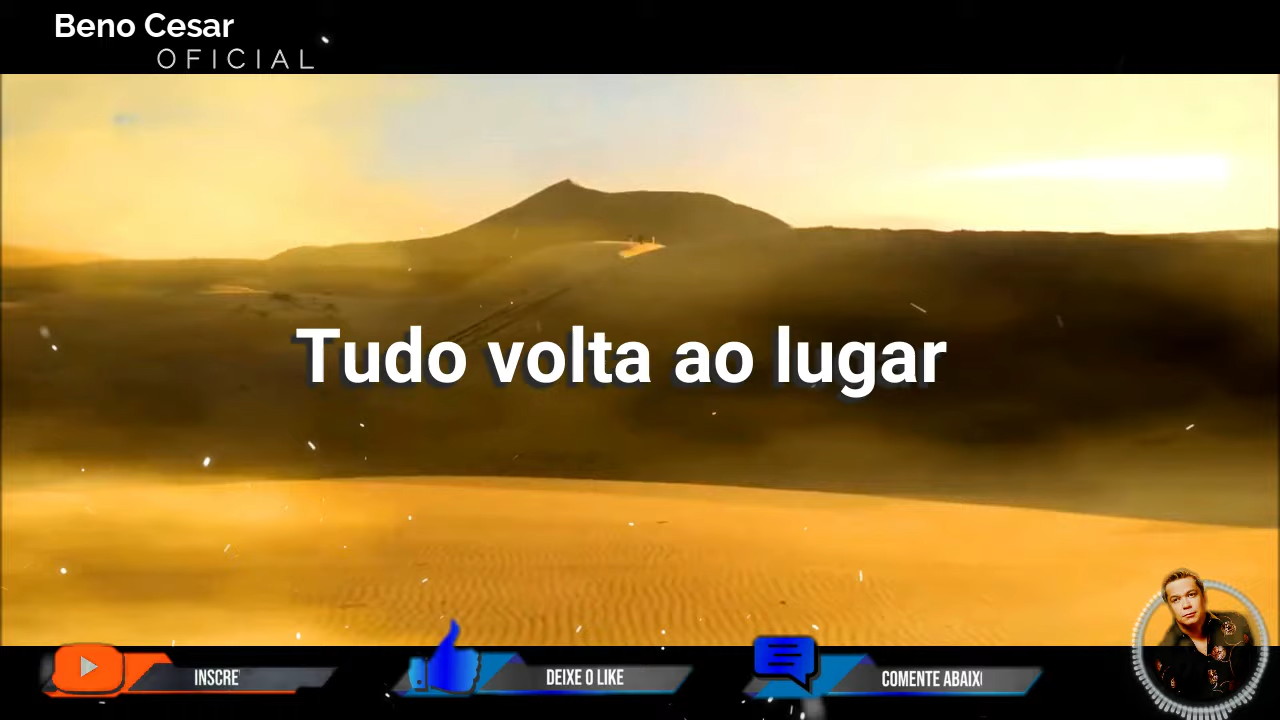 Beno Cesar
OFICIAL
Tudo volta ao lugar
INSCRE
DEIXE O LIKE
COMENTE ABAIX